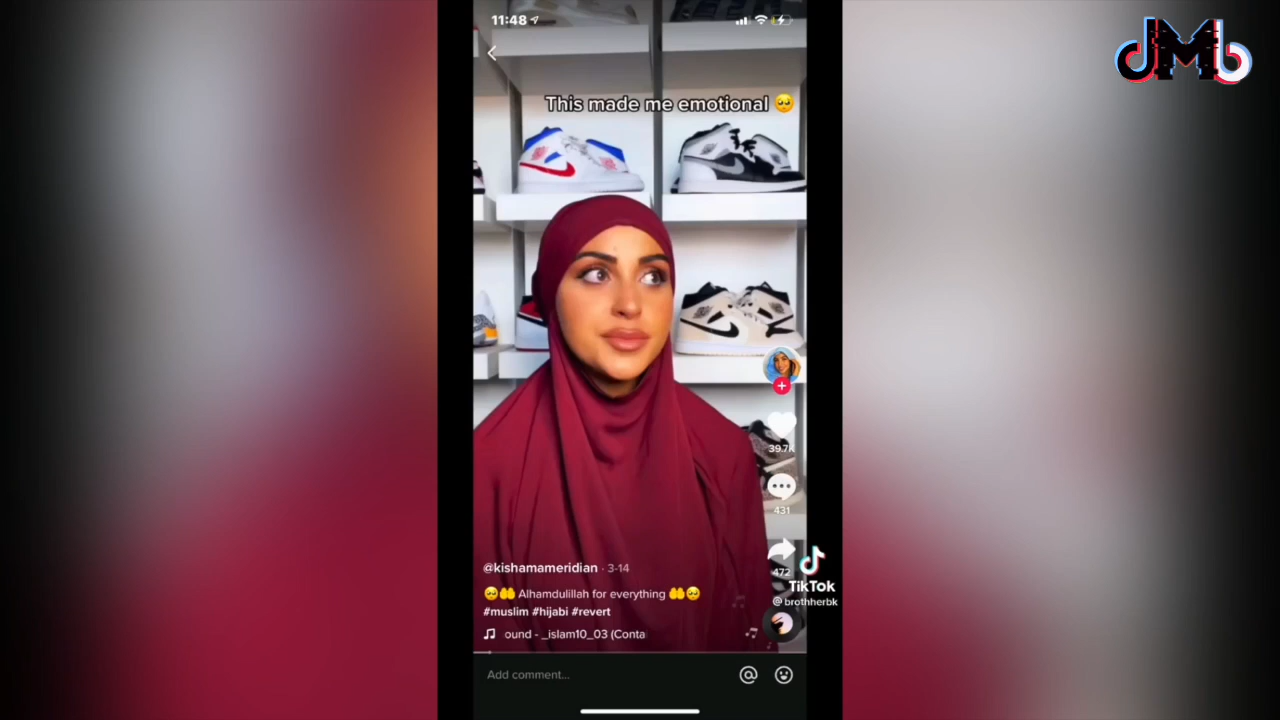 11:48
dMb
This made me emotional 🥺
39.7K
431
472
@kishamameridian · 3-14
🥺🤲 Alhamdulillah for everything 🤲🥺
#muslim #hijabi #revert
ound - _islam10_03 (Conta
TikTok
@brothherbk
Add comment...